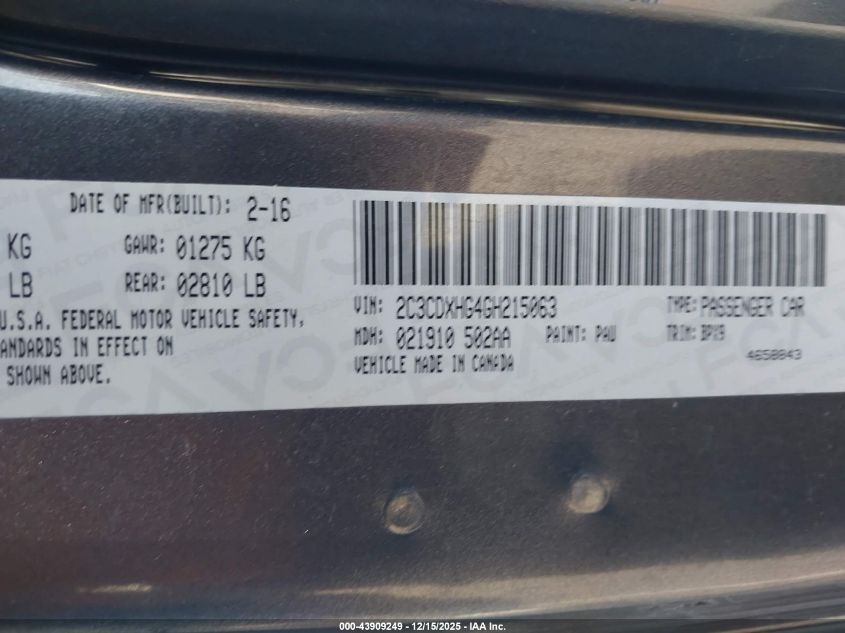 DATE OF MFR(BUILT): 2-16
KG GAWR: 01275 KG
LB REAR: 02810 LB
U.S.A. FEDERAL MOTOR VEHICLE SAFETY,
ANDARDS IN EFFECT ON
SHOWN ABOVE.
VIN: 2C3CDXHG4GH215063 TYPE: PASSENGER CAR
MDH: 021910 502AA PAINT: PAU TRIM: BPX9
VEHICLE MADE IN CANADA 4658843
000-43909249 - 12/15/2025 - IAA Inc.